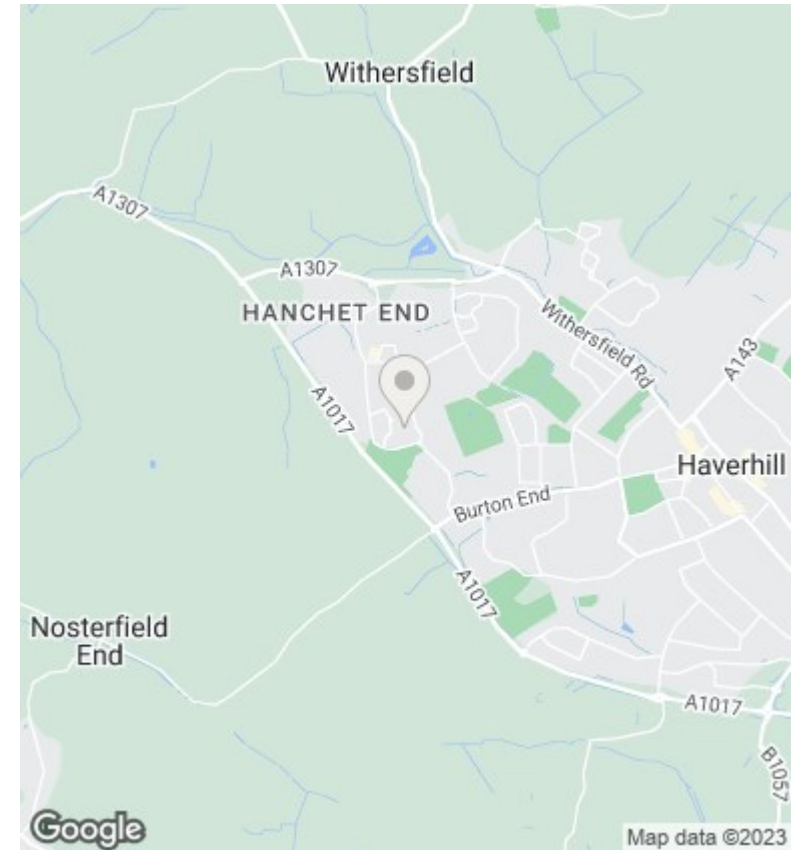 Withersfield
A1307
A1307
HANCHET END
Withersfield Rd
A143
A1017
Haverhill
Burton End
A1017
Nosterfield
End
A1017
B1057
Google
Map data ©2023